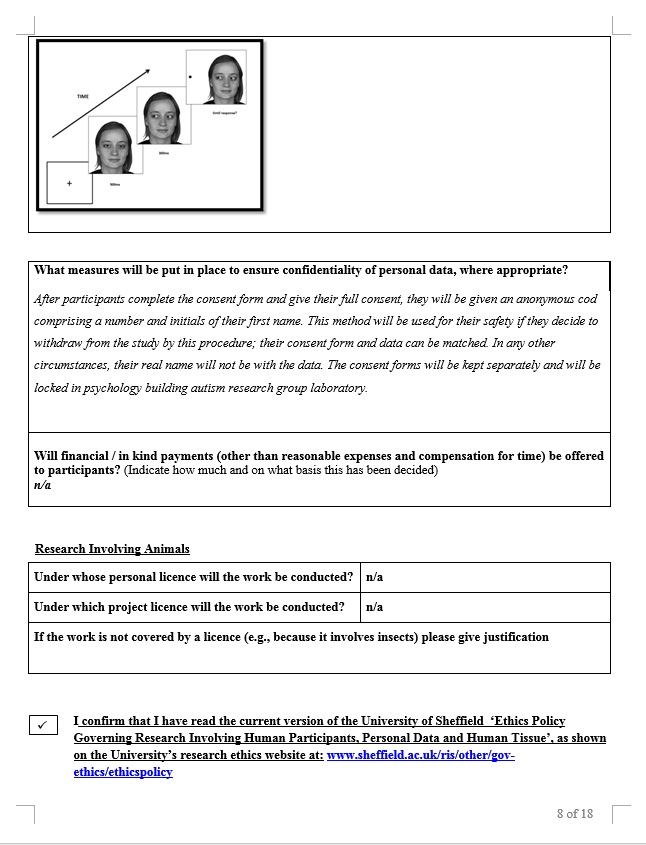 TIME
Until response?
500ms
+
500ms
What measures will be put in place to ensure confidentiality of personal data, where appropriate?
After participants complete the consent form and give their full consent, they will be given an anonymous cod
comprising a number and initials of their first name. This method will be used for their safety if they decide to
withdraw from the study by this procedure; their consent form and data can be matched. In any other
circumstances, their real name will not be with the data. The consent forms will be kept separately and will be
locked in psychology building autism research group laboratory.
Will financial / in kind payments (other than reasonable expenses and compensation for time) be offered
to participants? (Indicate how much and on what basis this has been decided)
n/a
Research Involving Animals
Under whose personal licence will the work be conducted? n/a
Under which project licence will the work be conducted? n/a
If the work is not covered by a licence (e.g., because it involves insects) please give justification
✓ I confirm that I have read the current version of the University of Sheffield ‘Ethics Policy
Governing Research Involving Human Participants, Personal Data and Human Tissue’, as shown
on the University’s research ethics website at: www.sheffield.ac.uk/ris/other/gov-
ethics/ethicspolicy
8 of 18